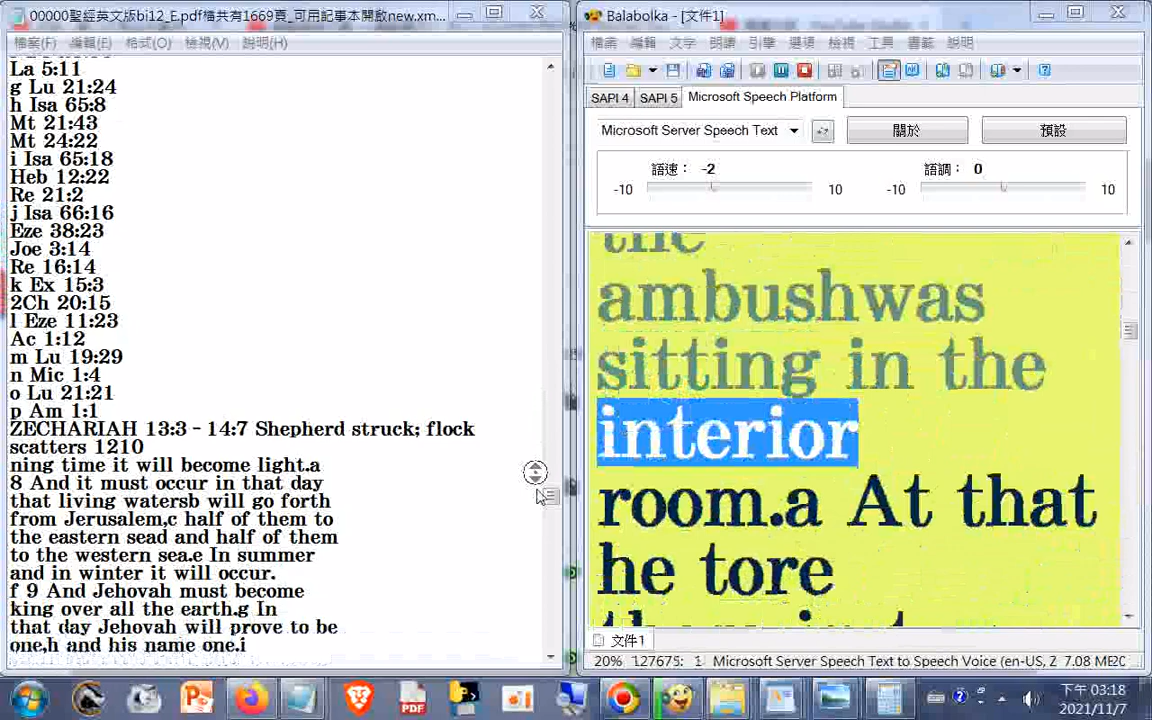 00000聖經英文版bi12_E.pdf檔共有1669頁_可用記事本開啟new.xm...
檔案(F) 編輯(E) 格式(O) 檢視(V) 說明(H)
La 5:11
g Lu 21:24
h Isa 65:8
Mt 21:43
Mt 24:22
i Isa 65:18
Heb 12:22
Re 21:2
j Isa 66:16
Eze 38:23
Joe 3:14
Re 16:14
k Ex 15:3
2Ch 20:15
l Eze 11:23
Ac 1:12
m Lu 19:29
n Mic 1:4
o Lu 21:21
p Am 1:1
ZECHARIAH 13:3 – 14:7 Shepherd struck; flock
scatters 1210
ning time it will become light.a
8 And it must occur in that day
that living watersb will go forth
from Jerusalem,c half of them to
the eastern sead and half of them
to the western sea.e In summer
and in winter it will occur.
f 9 And Jehovah must become
king over all the earth.g In
that day Jehovah will prove to be
one,h and his name one.i
Balabolka - [文件1]
檔案 編輯 文字 朗讀 引擎 選項 檢視 工具 書籤 說明
SAPI 4 SAPI 5 Microsoft Speech Platform
Microsoft Server Speech Text 關於 預設
語速： -2 語調： 0
-10 10 -10 10
the
ambushwas
sitting in the
interior
room.a At that
he tore
文件1
20% 127675: 1 Microsoft Server Speech Text to Speech Voice (en-US, Z 7.08 ME20
PDF
下午 03:18
2021/11/7